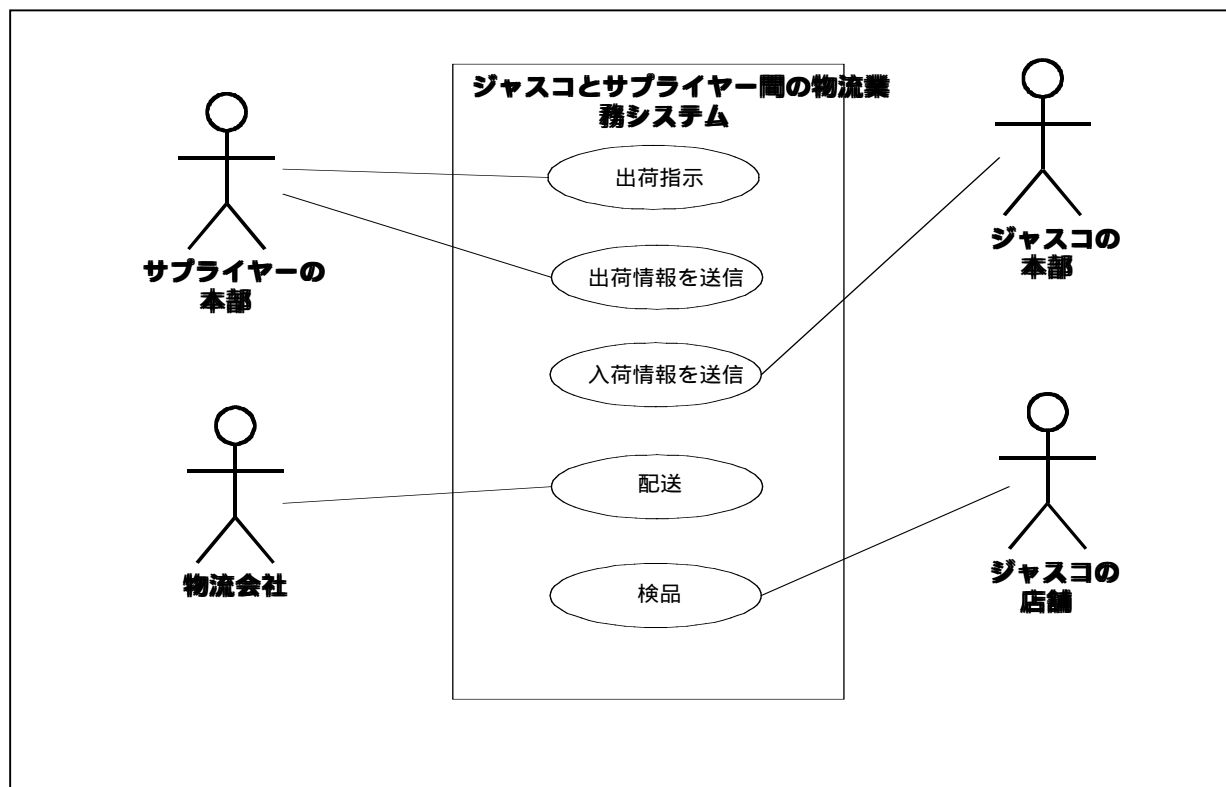 ジャスコとサプライヤー間の物流業
務システム
出荷指示
出荷情報を送信
入荷情報を送信
配送
検品
サプライヤーの
本部
物流会社
ジャスコの
本部
ジャスコの
店舗